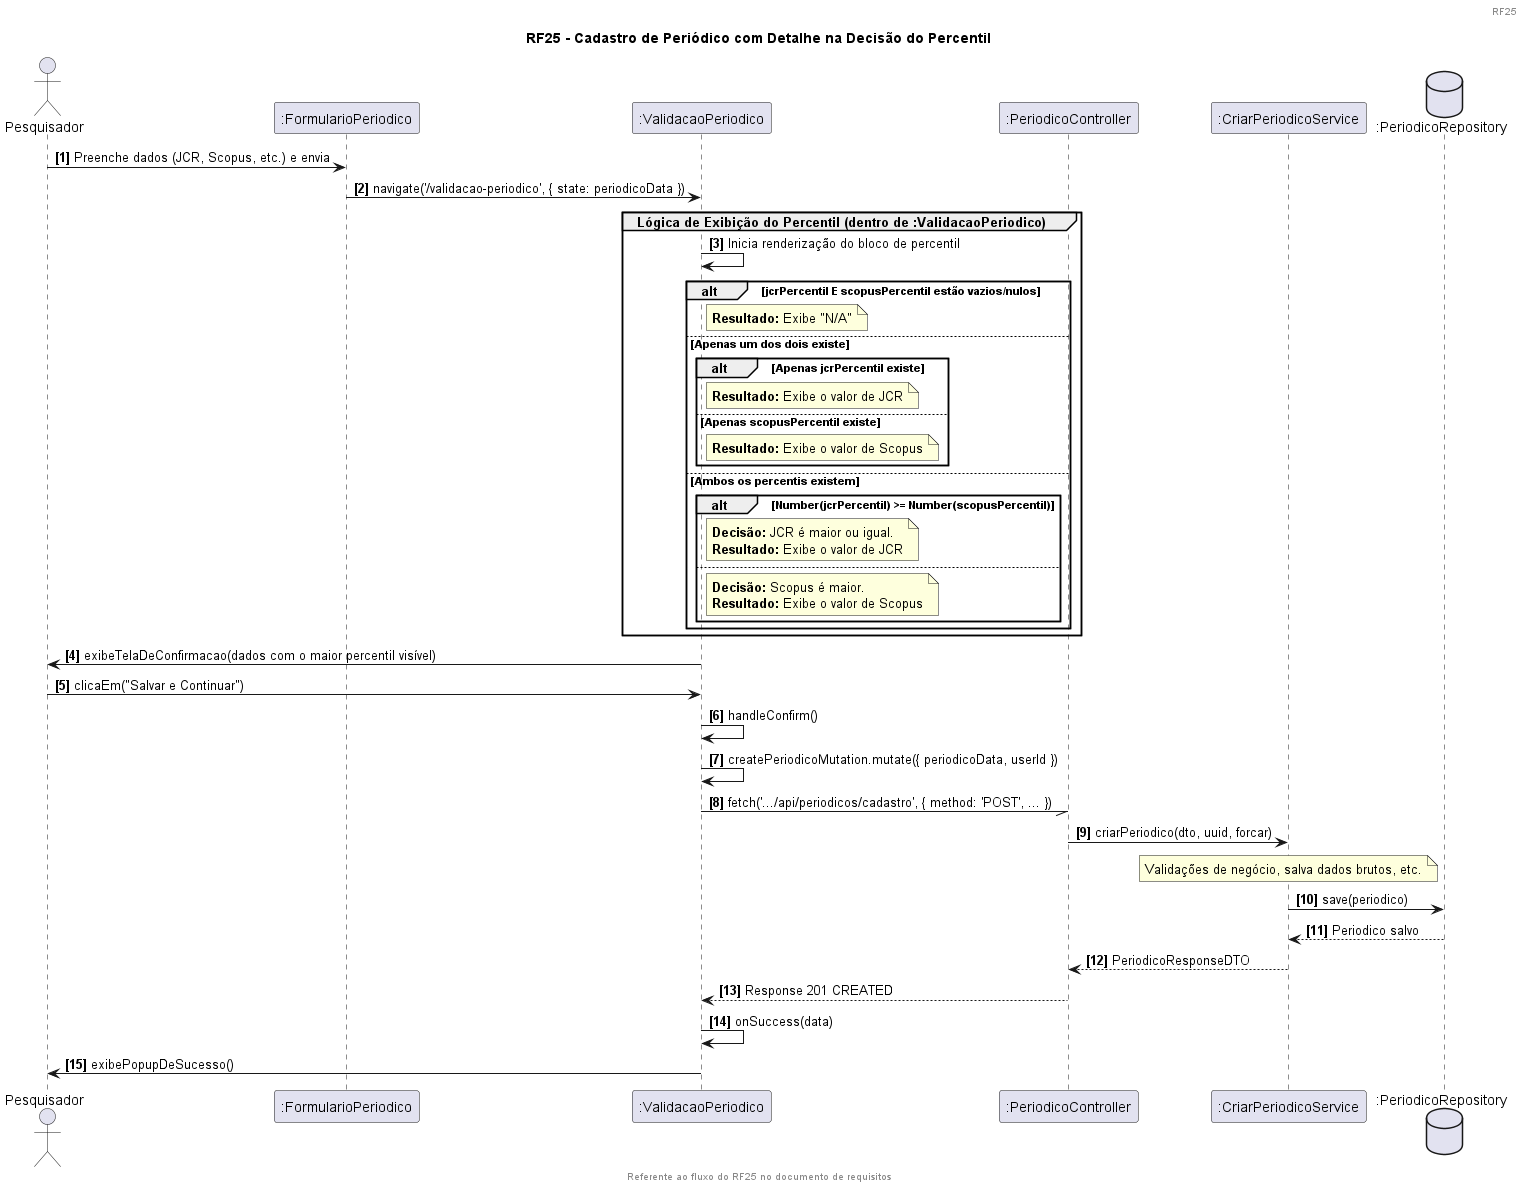 RF25
RF25 - Cadastro de Periódico com Detalhe na Decisão do Percentil
Pesquisador
:FormularioPeriodico
:ValidacaoPeriodico
:PeriodicoController
:CriarPeriodicoService
:PeriodicoRepository
[1] Preenche dados (JCR, Scopus, etc.) e envia
[2] navigate('/validacao-periodico', { state: periodicoData })
Lógica de Exibição do Percentil (dentro de :ValidacaoPeriodico)
[3] Inicia renderização do bloco de percentil
alt [jcrPercentil E scopusPercentil estão vazios/nulos]
Resultado: Exibe "N/A"
[Apenas um dos dois existe]
alt [Apenas jcrPercentil existe]
Resultado: Exibe o valor de JCR
[Apenas scopusPercentil existe]
Resultado: Exibe o valor de Scopus
[Ambos os percentis existem]
alt [Number(jcrPercentil) >= Number(scopusPercentil)]
Decisão: JCR é maior ou igual.
Resultado: Exibe o valor de JCR
Decisão: Scopus é maior.
Resultado: Exibe o valor de Scopus
[4] exibeTelaDeConfirmacao(dados com o maior percentil visível)
[5] clicaEm("Salvar e Continuar")
[6] handleConfirm()
[7] createPeriodicoMutation.mutate({ periodicoData, userId })
[8] fetch('.../api/periodicos/cadastro', { method: 'POST', ... })
[9] criarPeriodico(dto, uuid, forcar)
Validações de negócio, salva dados brutos, etc.
[10] save(periodico)
[11] Periodico salvo
[12] PeriodicoResponseDTO
[13] Response 201 CREATED
[14] onSuccess(data)
[15] exibePopupDeSucesso()
Pesquisador
:FormularioPeriodico
:ValidacaoPeriodico
:PeriodicoController
:CriarPeriodicoService
:PeriodicoRepository
Referente ao fluxo do RF25 no documento de requisitos